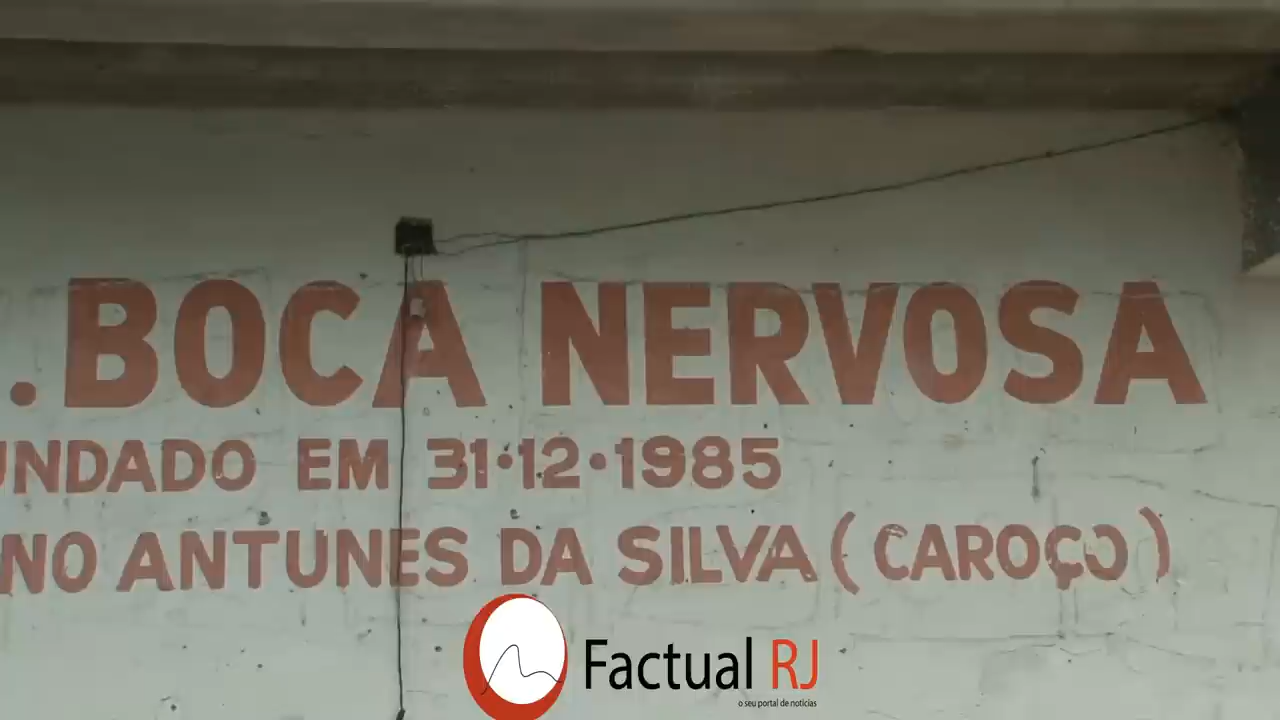 . BOCA NERVOSA
UNDADO EM 31·12·1985
NO ANTUNES DA SILVA ( CAROÇO )
Factual RJ
o seu portal de notícias